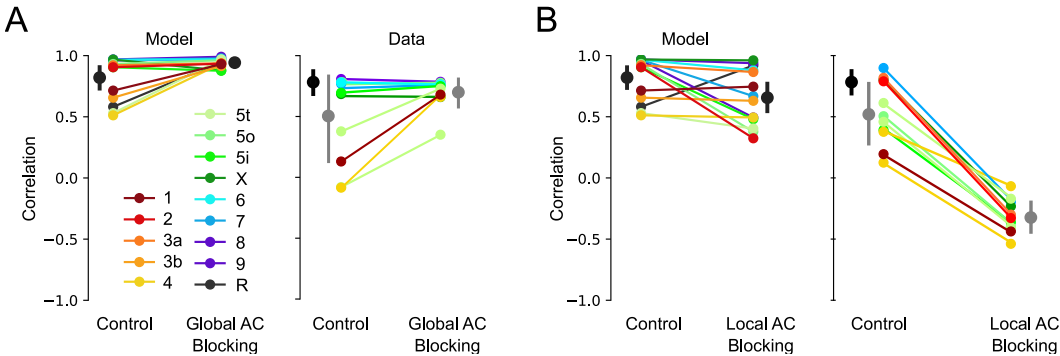 A
B
Model
Data
Model
Correlation
1.0
0.5
0.0
−0.5
−1.0
1
2
3a
3b
4
5t
5o
5i
X
6
7
8
9
R
Control
Global AC
Blocking
Control
Global AC
Blocking
Correlation
1.0
0.5
0.0
−0.5
−1.0
Control
Local AC
Blocking
Control
Local AC
Blocking